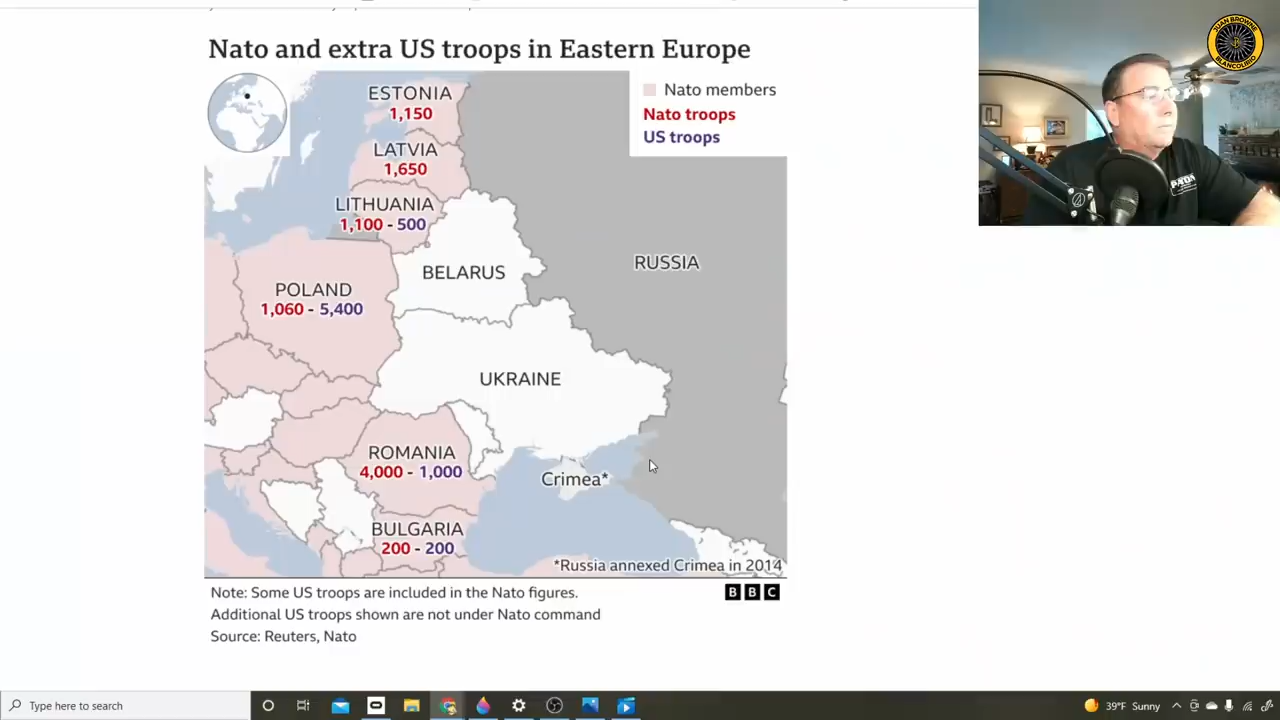 Nato and extra US troops in Eastern Europe
JUAN BROWNE
BLANCOLIRIO
Nato members
Nato troops
US troops
ESTONIA
1,150
LATVIA
1,650
LITHUANIA
1,100 - 500
BELARUS
RUSSIA
POLAND
1,060 - 5,400
UKRAINE
ROMANIA
4,000 - 1,000
Crimea*
BULGARIA
200 - 200
*Russia annexed Crimea in 2014
Note: Some US troops are included in the Nato figures.
BBC
Additional US troops shown are not under Nato command
Source: Reuters, Nato
Type here to search
39°F Sunny